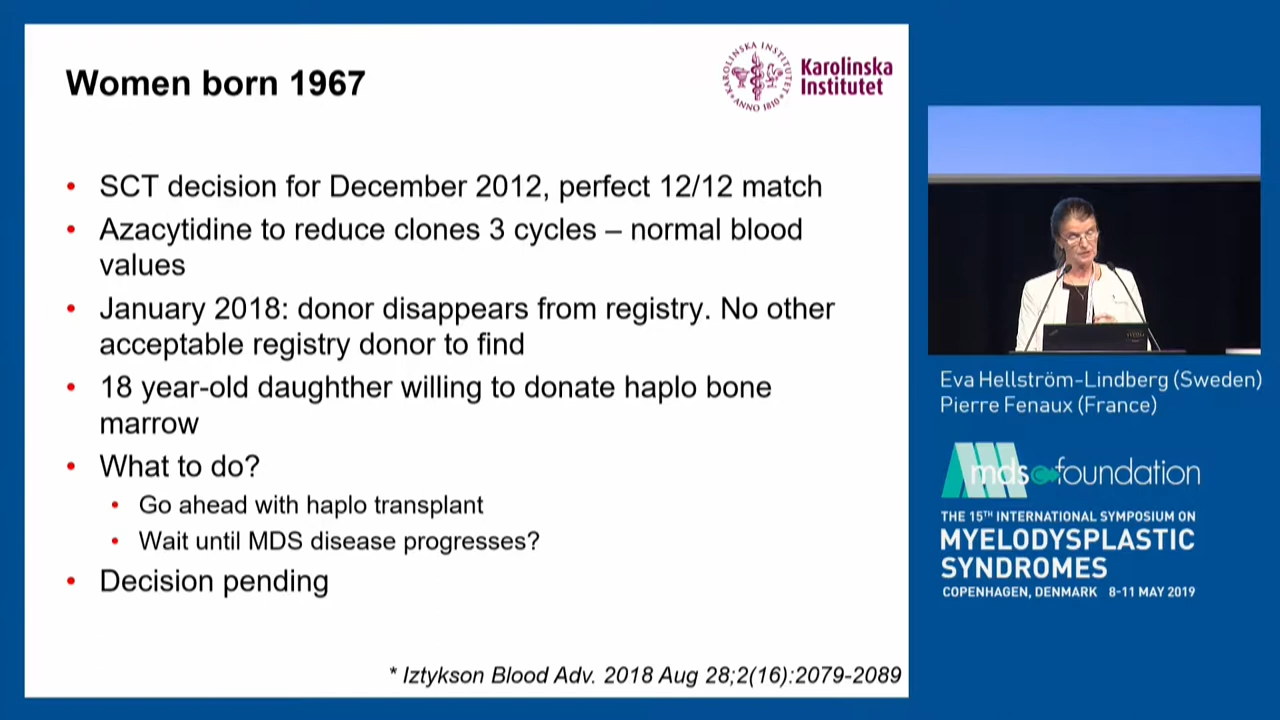 Women born 1967
KAROLINSKA INSTITUTET
ANNO 1810
Karolinska
Institutet
• SCT decision for December 2012, perfect 12/12 match
• Azacytidine to reduce clones 3 cycles – normal blood
values
• January 2018: donor disappears from registry. No other
acceptable registry donor to find
• 18 year-old daughther willing to donate haplo bone
marrow
• What to do?
• Go ahead with haplo transplant
• Wait until MDS disease progresses?
• Decision pending
* Iztykson Blood Adv. 2018 Aug 28;2(16):2079-2089
Eva Hellström-Lindberg (Sweden)
Pierre Fenaux (France)
mds foundation
THE 15TH INTERNATIONAL SYMPOSIUM ON
MYELODYSPLASTIC
SYNDROMES
COPENHAGEN, DENMARK 8-11 MAY 2019